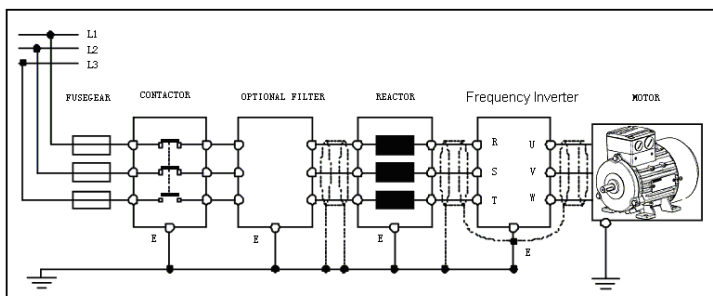 L1
L2
L3
FUSEGEAR CONTACTOR OPTIONAL FILTER REACTOR Frequency Inverter MOTOR
R U
S V
T W
E E E E